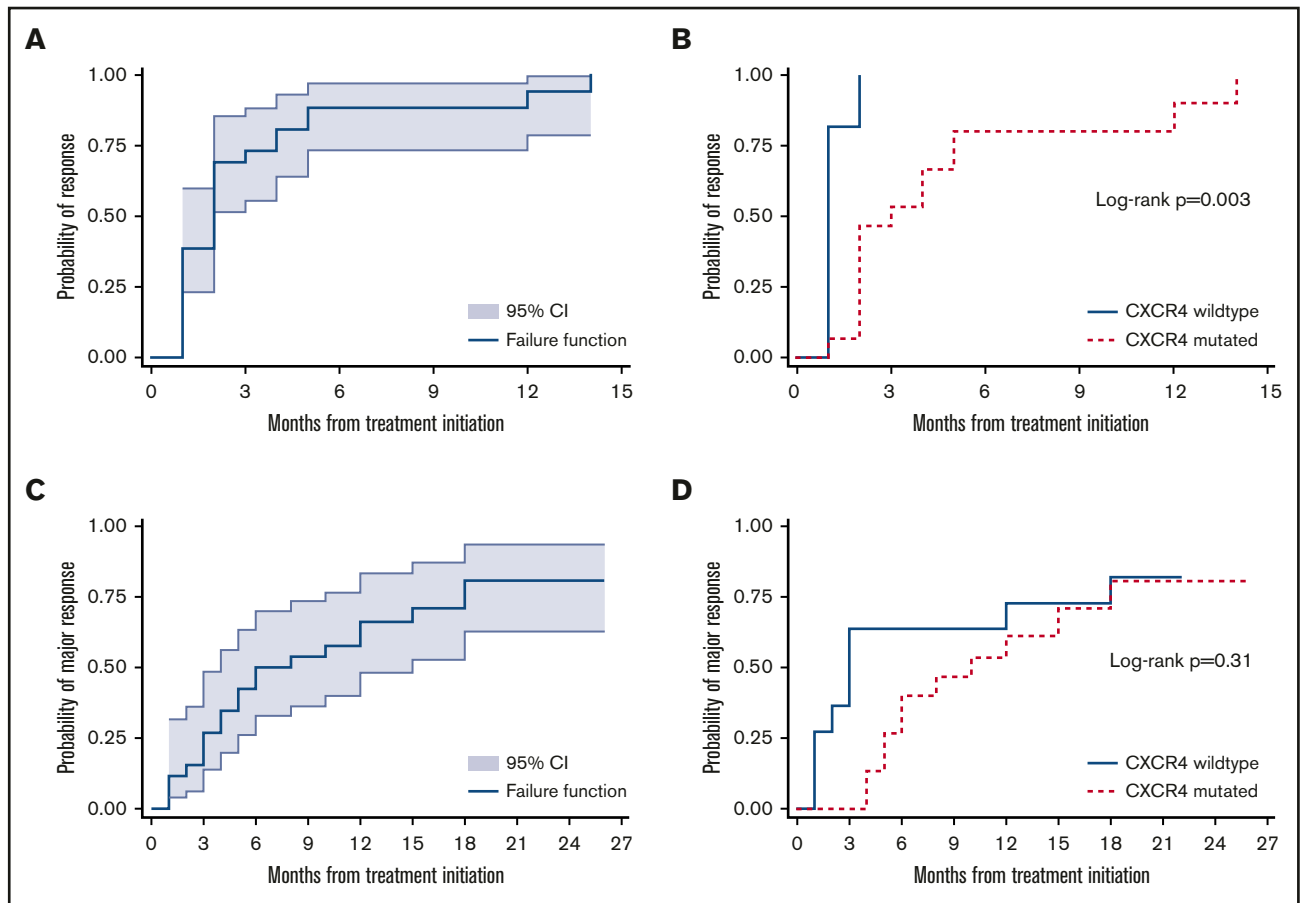 A
Probability of response
1.00
0.75
0.50
0.25
0.00
95% CI
Failure function
0 3 6 9 12 15
Months from treatment initiation
B
Probability of response
1.00
0.75
0.50
0.25
0.00
Log-rank p=0.003
CXCR4 wildtype
CXCR4 mutated
0 3 6 9 12 15
Months from treatment initiation
C
Probability of major response
1.00
0.75
0.50
0.25
0.00
95% CI
Failure function
0 3 6 9 12 15 18 21 24 27
Months from treatment initiation
D
Probability of major response
1.00
0.75
0.50
0.25
0.00
Log-rank p=0.31
CXCR4 wildtype
CXCR4 mutated
0 3 6 9 12 15 18 21 24 27
Months from treatment initiation